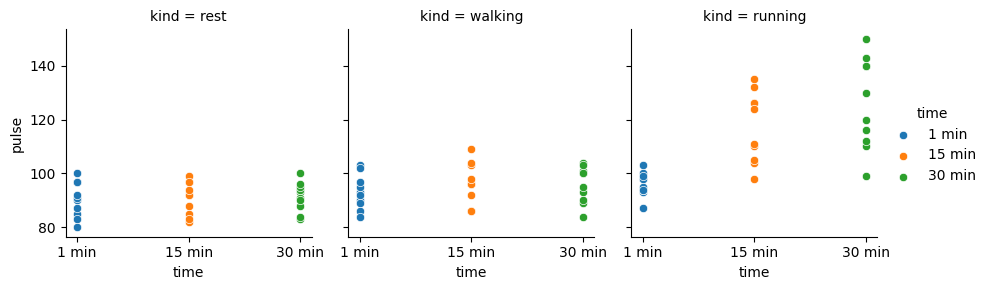 kind = rest
kind = walking
kind = running
140
120
100
80
pulse
1 min
15 min
30 min
time
1 min
15 min
30 min
time
1 min
15 min
30 min
time
time
1 min
15 min
30 min